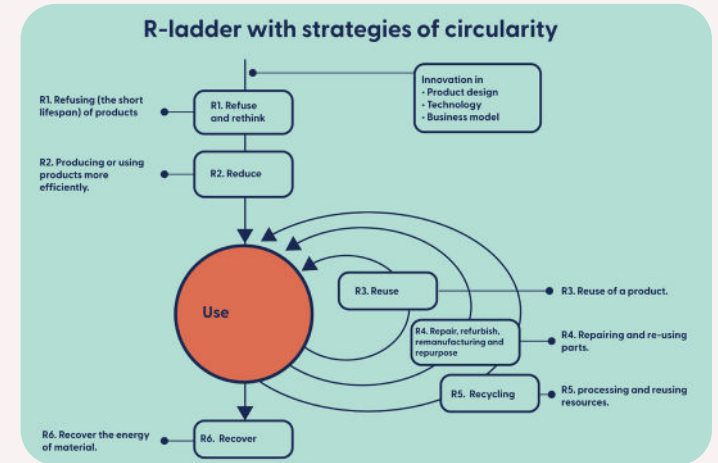 R-ladder with strategies of circularity
R1. Refusing (the short
lifespan) of products
R1. Refuse
and rethink
Innovation in
• Product design
• Technology
• Business model
R2. Producing or using
products more
efficiently.
R2. Reduce
Use
R3. Reuse
R3. Reuse of a product.
R4. Repair, refurbish,
remanufacturing and
repurpose
R4. Repairing and re-using
parts.
R5. Recycling
R5. processing and reusing
resources.
R6. Recover the energy
of material.
R6. Recover